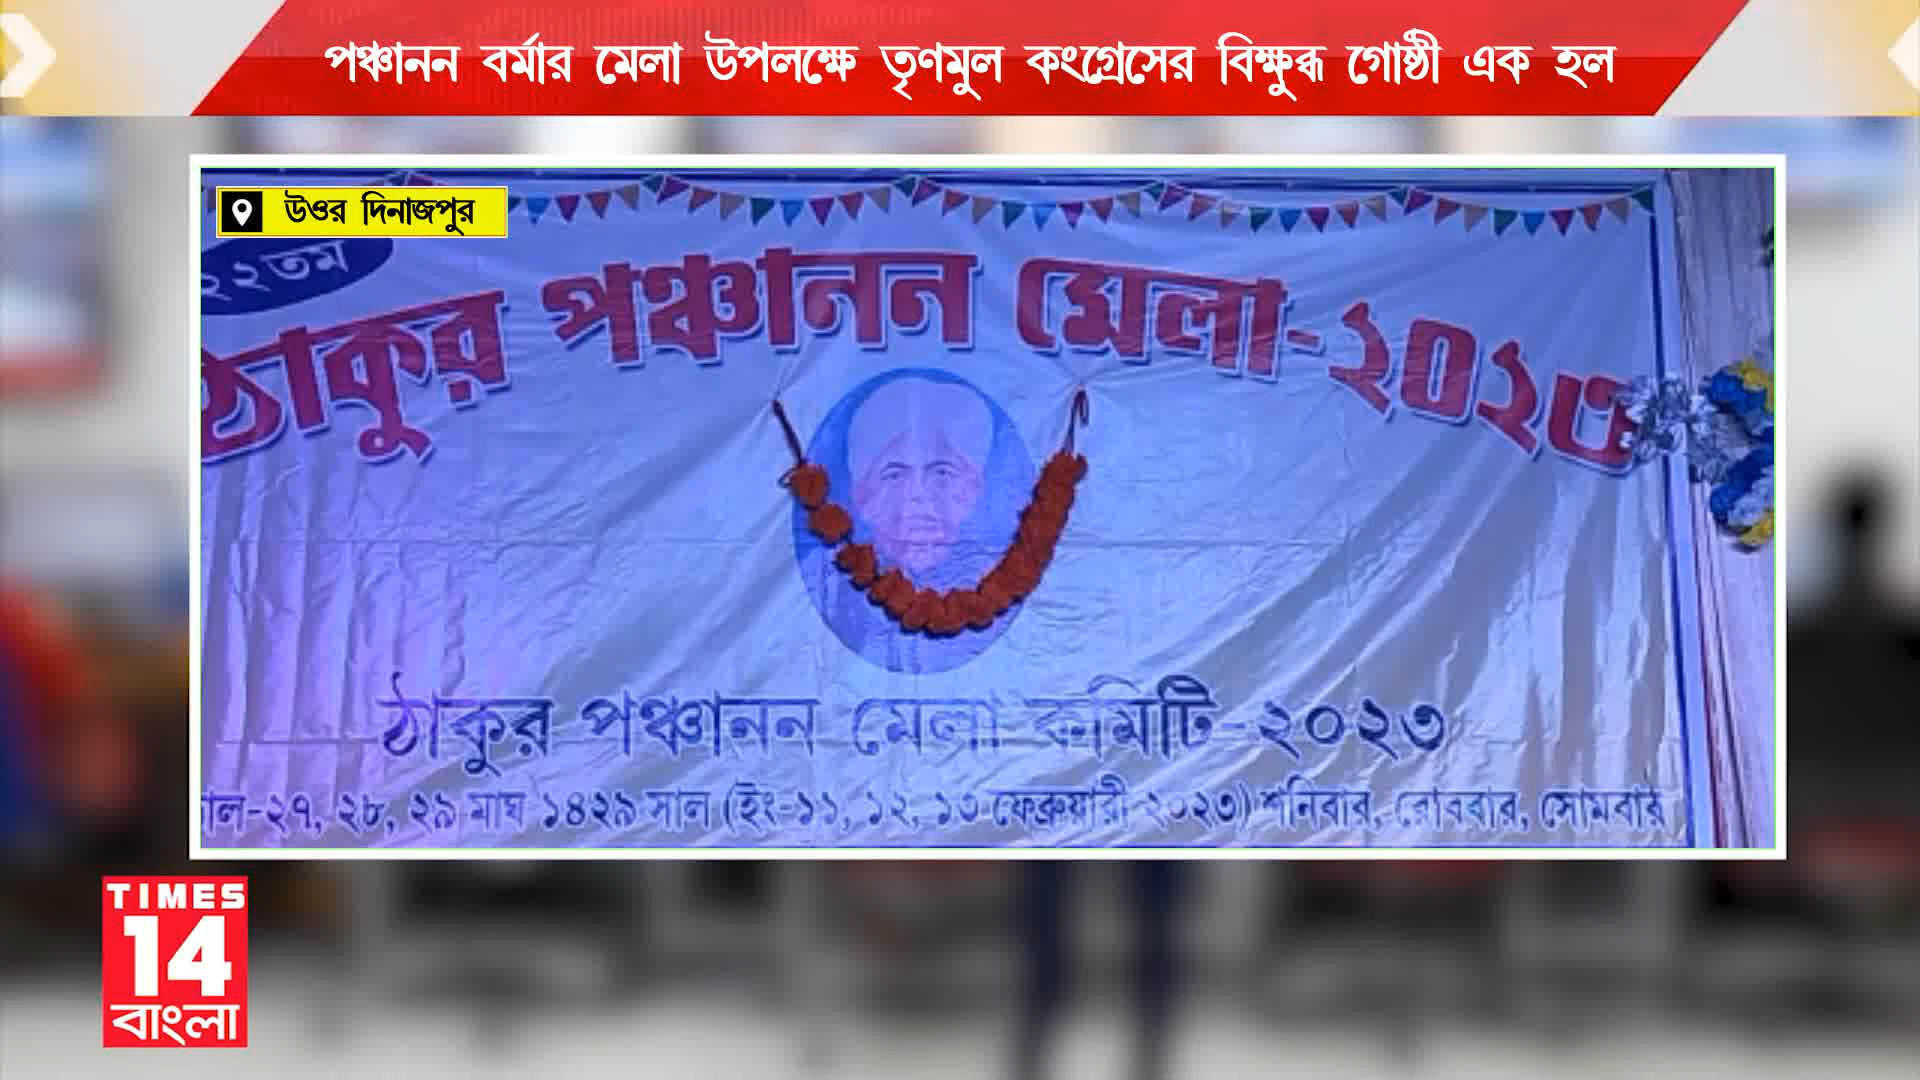 পঞ্চানন বর্মার মেলা উপলক্ষে তৃণমুল কংগ্রেসের বিক্ষুব্ধ গোষ্ঠী এক হল
উওর দিনাজপুর
২২তম
ঠাকুর পঞ্চানন মেলা-২০২৩
ঠাকুর পঞ্চানন মেলা কমিটি-২০২৩
২৭, ২৮, ২৯ মাঘ ১৪২৯ সাল (ইং-১১, ১২, ১৩ ফেব্রুয়ারী-২০২৩) শনিবার, রোববার, সোমবার
TIMES
14
বাংলা